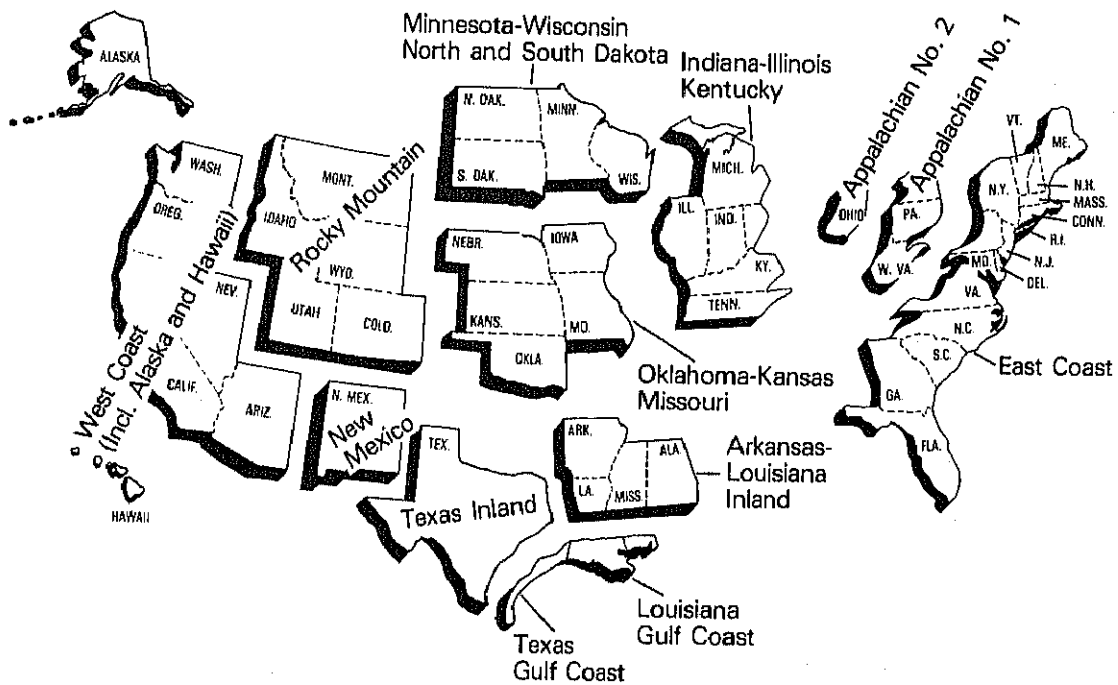 Minnesota-Wisconsin
North and South Dakota
Indiana-Illinois
Kentucky
Appalachian No. 2
Appalachian No. 1
ALASKA
N. DAK.
MINN.
S. DAK.
WIS.
MICH.
ILL.
IND.
KY.
TENN.
OHIO
PA.
W. VA.
VT.
ME.
N.Y.
N.H.
MASS.
CONN.
R.I.
N.J.
MD.
DEL.
VA.
N.C.
S.C.
GA.
FLA.
East Coast
WASH.
OREG.
NEV.
CALIF.
ARIZ.
West Coast
(Incl. Alaska and Hawaii)
HAWAII
MONT.
IDAHO
WYO.
UTAH
COLO.
Rocky Mountain
NEBR.
IOWA
KANS.
MO.
OKLA.
Oklahoma-Kansas
Missouri
N. MEX.
New
Mexico
TEX.
Texas Inland
ARK.
ALA.
LA.
MISS.
Arkansas-
Louisiana
Inland
Louisiana
Gulf Coast
Texas
Gulf Coast